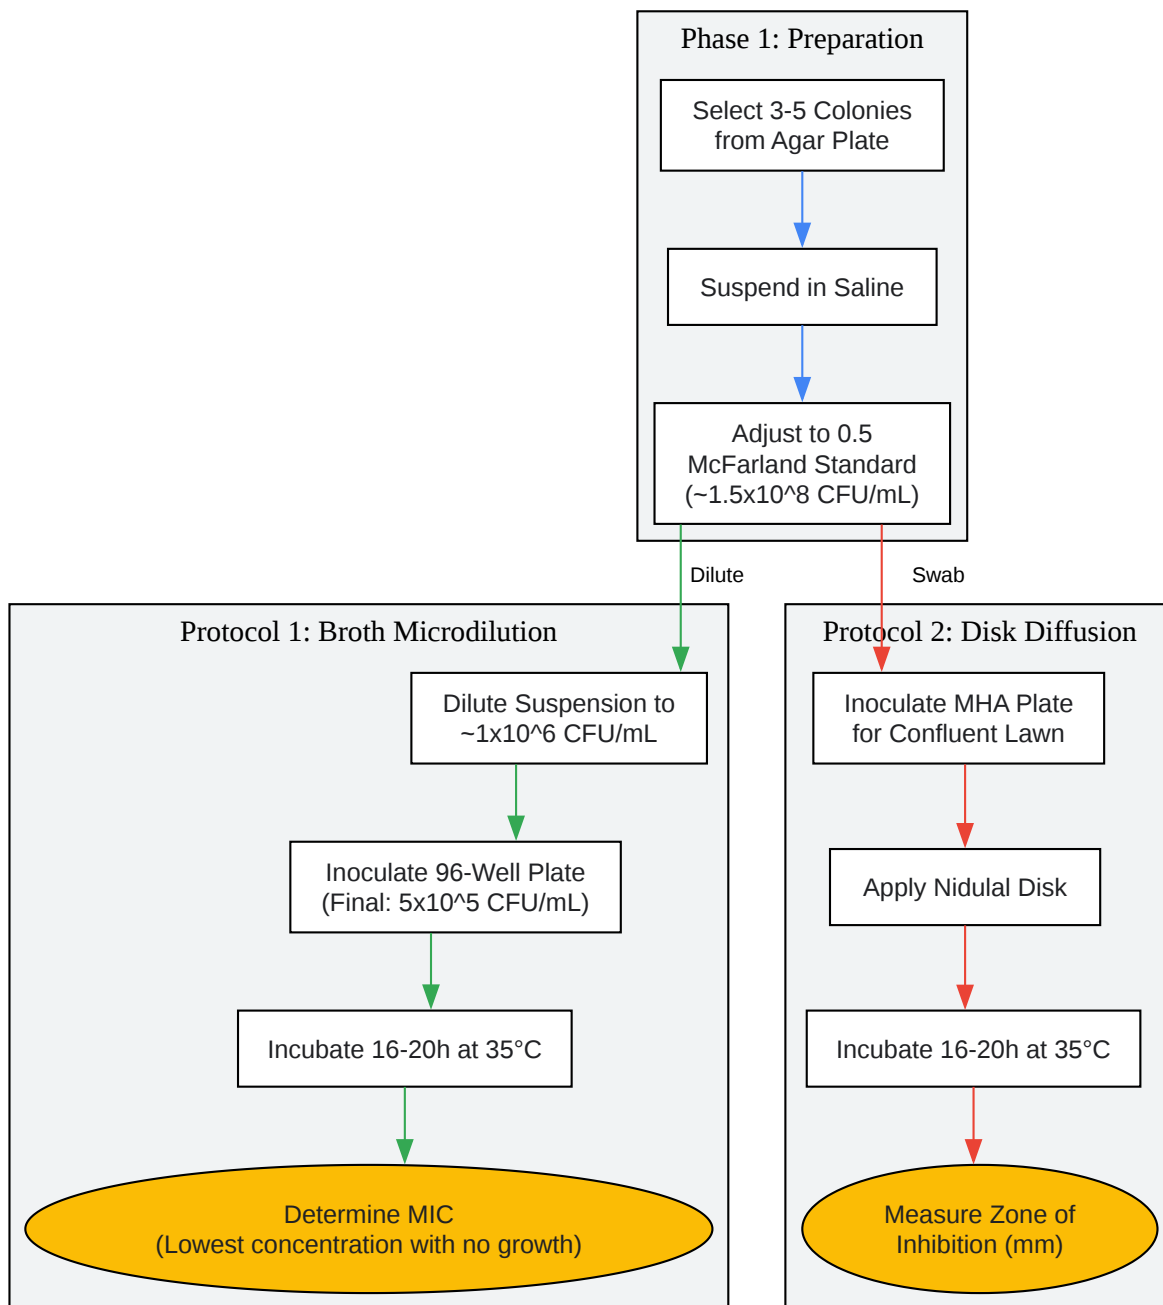 Phase 1: Preparation
Select 3-5 Colonies
from Agar Plate
Suspend in Saline
Adjust to 0.5
McFarland Standard
(~1.5x10^8 CFU/mL)
Dilute
Swab
Protocol 1: Broth Microdilution
Dilute Suspension to
~1x10^6 CFU/mL
Inoculate 96-Well Plate
(Final: 5x10^5 CFU/mL)
Incubate 16-20h at 35°C
Determine MIC
(Lowest concentration with no growth)
Protocol 2: Disk Diffusion
Inoculate MHA Plate
for Confluent Lawn
Apply Nidulal Disk
Incubate 16-20h at 35°C
Measure Zone of
Inhibition (mm)